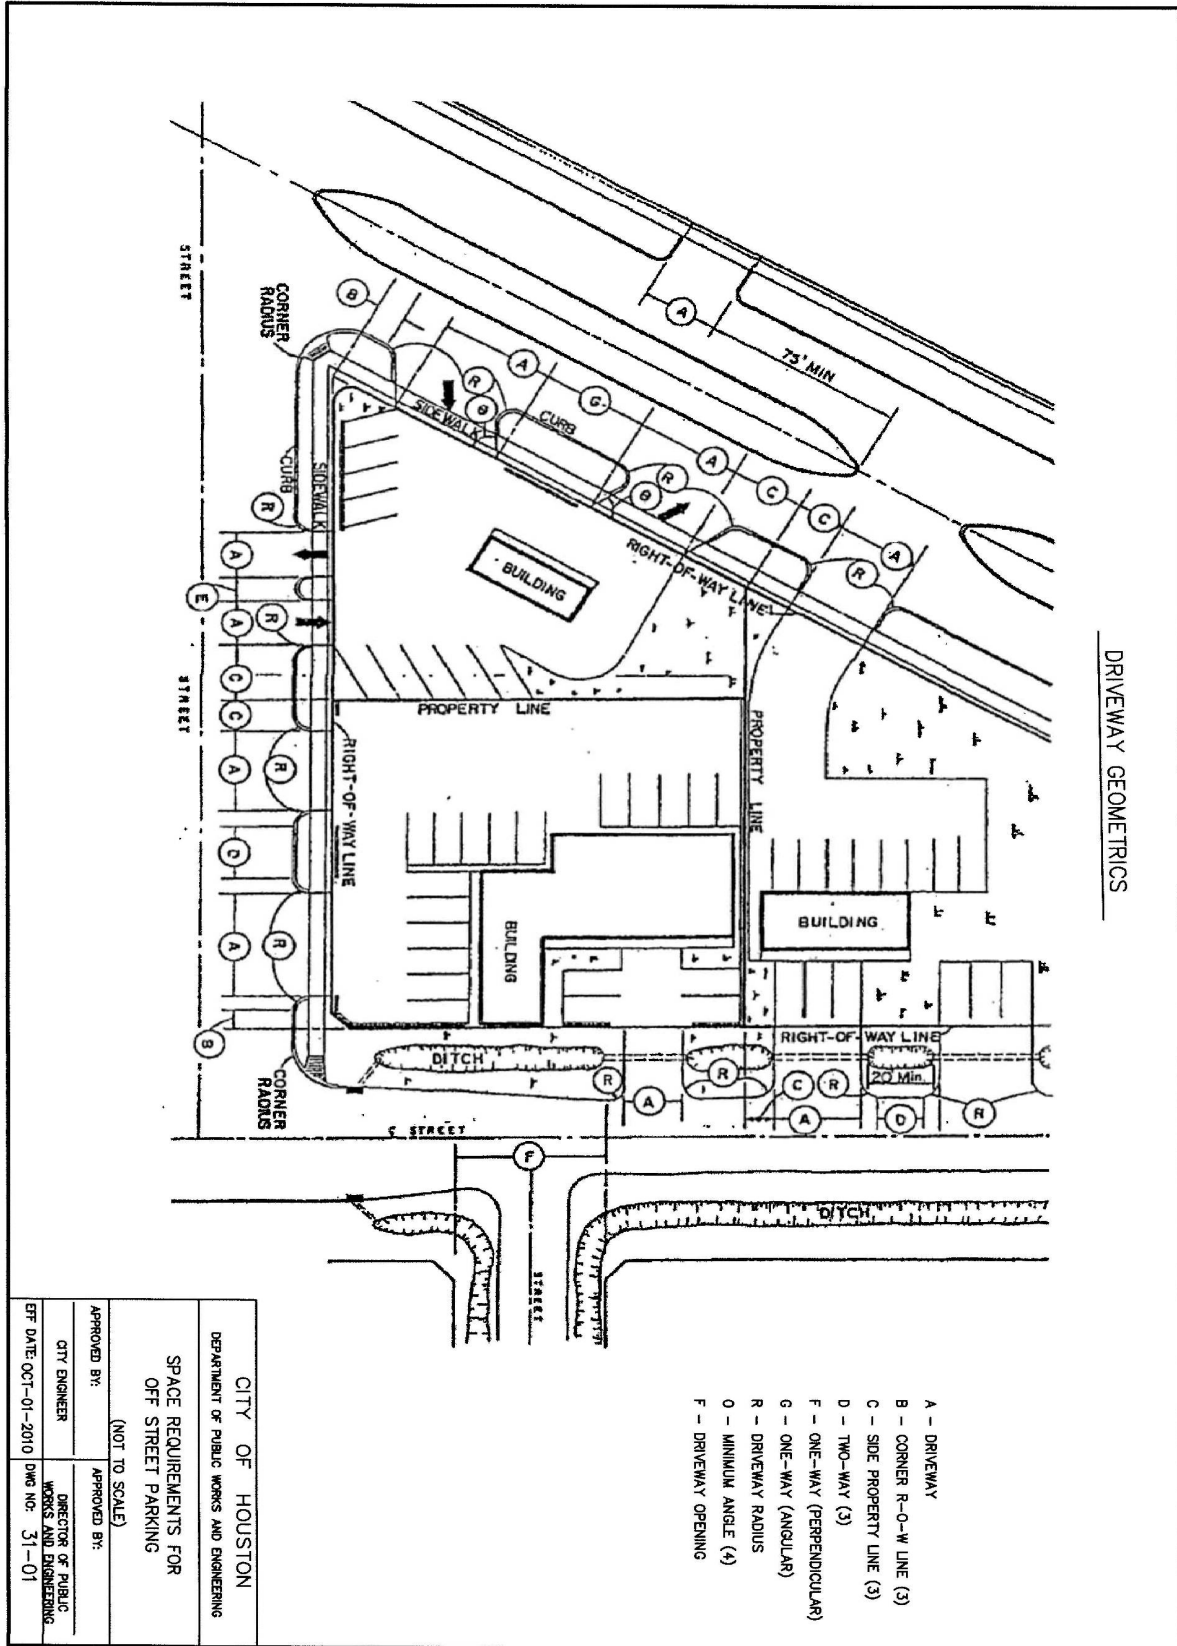 DRIVEWAY GEOMETRICS
75' MIN
A
B
A
G
A
C
C
A
R
CURB
SIDEWALK
R
R
RIGHT-OF-WAY LINE
CORNER
RADIUS
STREET
SIDEWALK
CURB
R
A
E
A
R
C
C
A
R
D
A
R
B
STREET
BUILDING
PROPERTY LINE
PROPERTY LINE
RIGHT-OF-WAY LINE
BUILDING
BUILDING
RIGHT-OF-WAY LINE
DITCH
20' Min.
R
R
C
R
R
A
A
D
CORNER
RADIUS
STREET
F
DITCH
STREET
A - DRIVEWAY
B - CORNER R-O-W LINE (3)
C - SIDE PROPERTY LINE (3)
D - TWO-WAY (3)
F - ONE-WAY (PERPENDICULAR)
G - ONE-WAY (ANGULAR)
R - DRIVEWAY RADIUS
O - MINIMUM ANGLE (4)
F - DRIVEWAY OPENING
CITY OF HOUSTON
DEPARTMENT OF PUBLIC WORKS AND ENGINEERING
SPACE REQUIREMENTS FOR
OFF STREET PARKING
(NOT TO SCALE)
APPROVED BY:
CITY ENGINEER
APPROVED BY:
DIRECTOR OF PUBLIC
WORKS AND ENGINEERING
EFF DATE: OCT-01-2010
DWG NO: 31-01